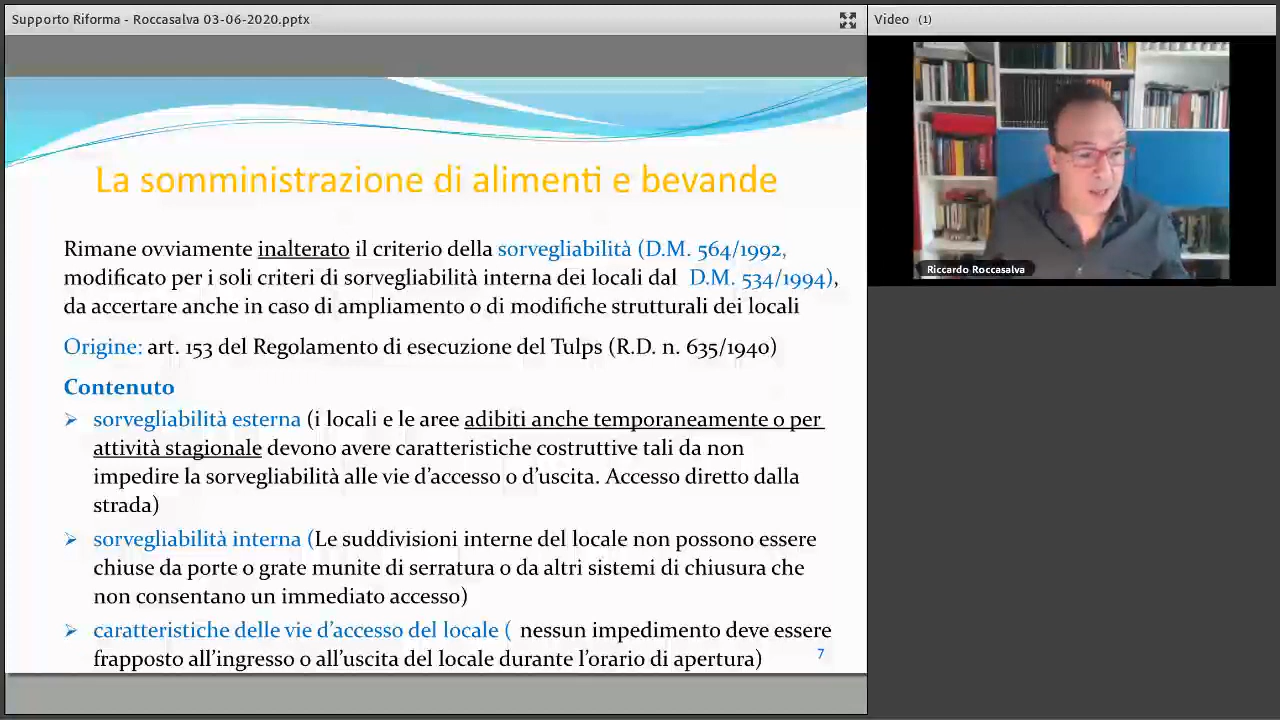 Supporto Riforma - Roccasalva 03-06-2020.pptx
Video (1)
La somministrazione di alimenti e bevande
Rimane ovviamente inalterato il criterio della sorvegliabilità (D.M. 564/1992,
modificato per i soli criteri di sorvegliabilità interna dei locali dal D.M. 534/1994),
da accertare anche in caso di ampliamento o di modifiche strutturali dei locali
Origine: art. 153 del Regolamento di esecuzione del Tulps (R.D. n. 635/1940)
Contenuto
sorvegliabilità esterna (i locali e le aree adibiti anche temporaneamente o per
attività stagionale devono avere caratteristiche costruttive tali da non
impedire la sorvegliabilità alle vie d'accesso o d'uscita. Accesso diretto dalla
strada)
sorvegliabilità interna (Le suddivisioni interne del locale non possono essere
chiuse da porte o grate munite di serratura o da altri sistemi di chiusura che
non consentano un immediato accesso)
caratteristiche delle vie d'accesso del locale ( nessun impedimento deve essere
frapposto all'ingresso o all'uscita del locale durante l'orario di apertura)
7
Riccardo Roccasalva